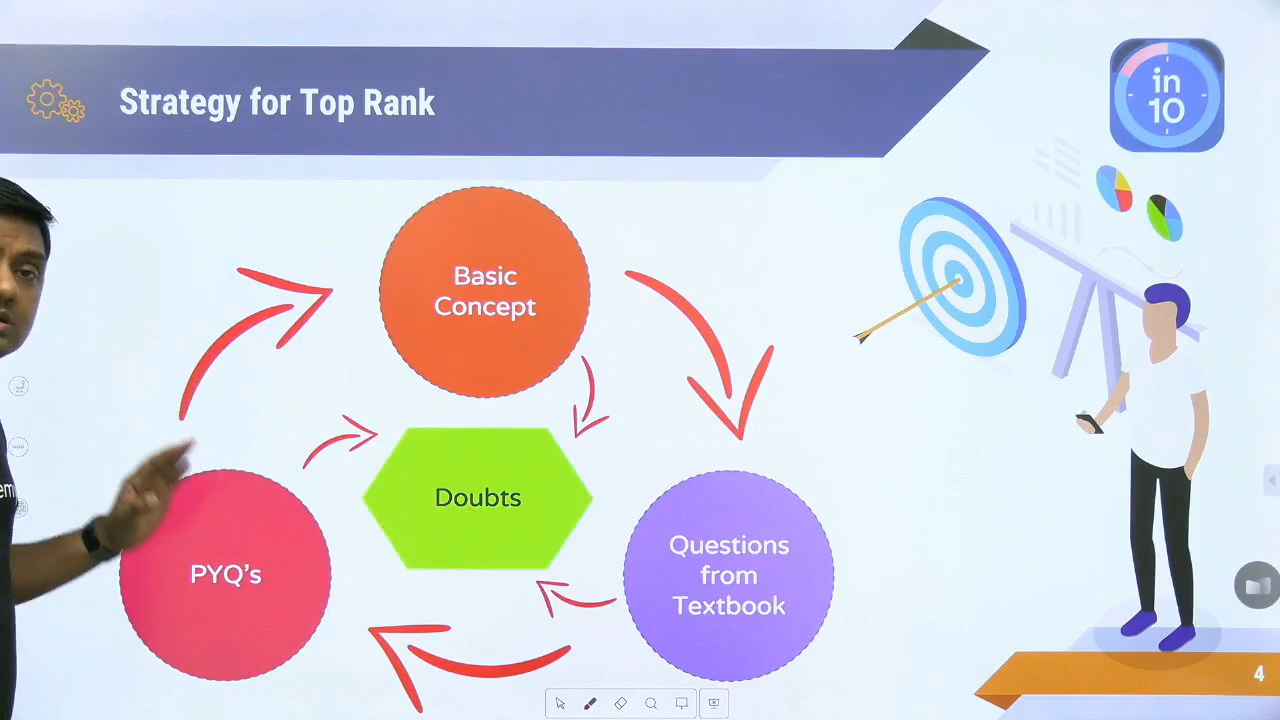 Strategy for Top Rank
in
10
Basic
Concept
Doubts
PYQ's
Questions
from
Textbook
4